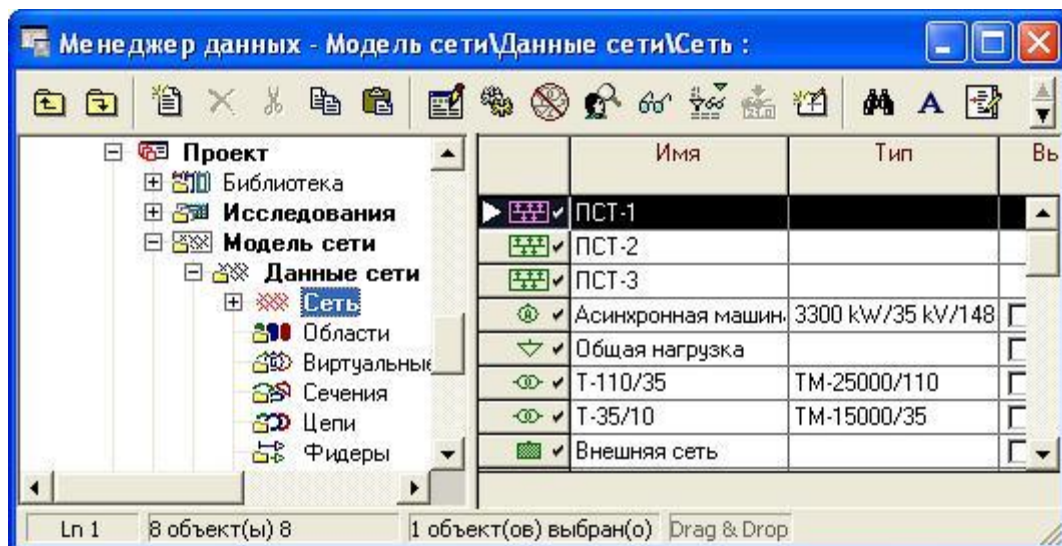 Менеджер данных - Модель сети\Данные сети\Сеть :
Проект
Библиотека
Исследования
Модель сети
Данные сети
Сеть
Области
Виртуальные
Сечения
Цепи
Фидеры
Имя Тип Вы
ПСТ-1
ПСТ-2
ПСТ-3
Асинхронная машин 3300 kW/35 kV/148
Общая нагрузка
Т-110/35 ТМ-25000/110
Т-35/10 ТМ-15000/35
Внешняя сеть
Ln 1 8 объект(ы) 8 1 объект(ов) выбран(о) Drag & Drop